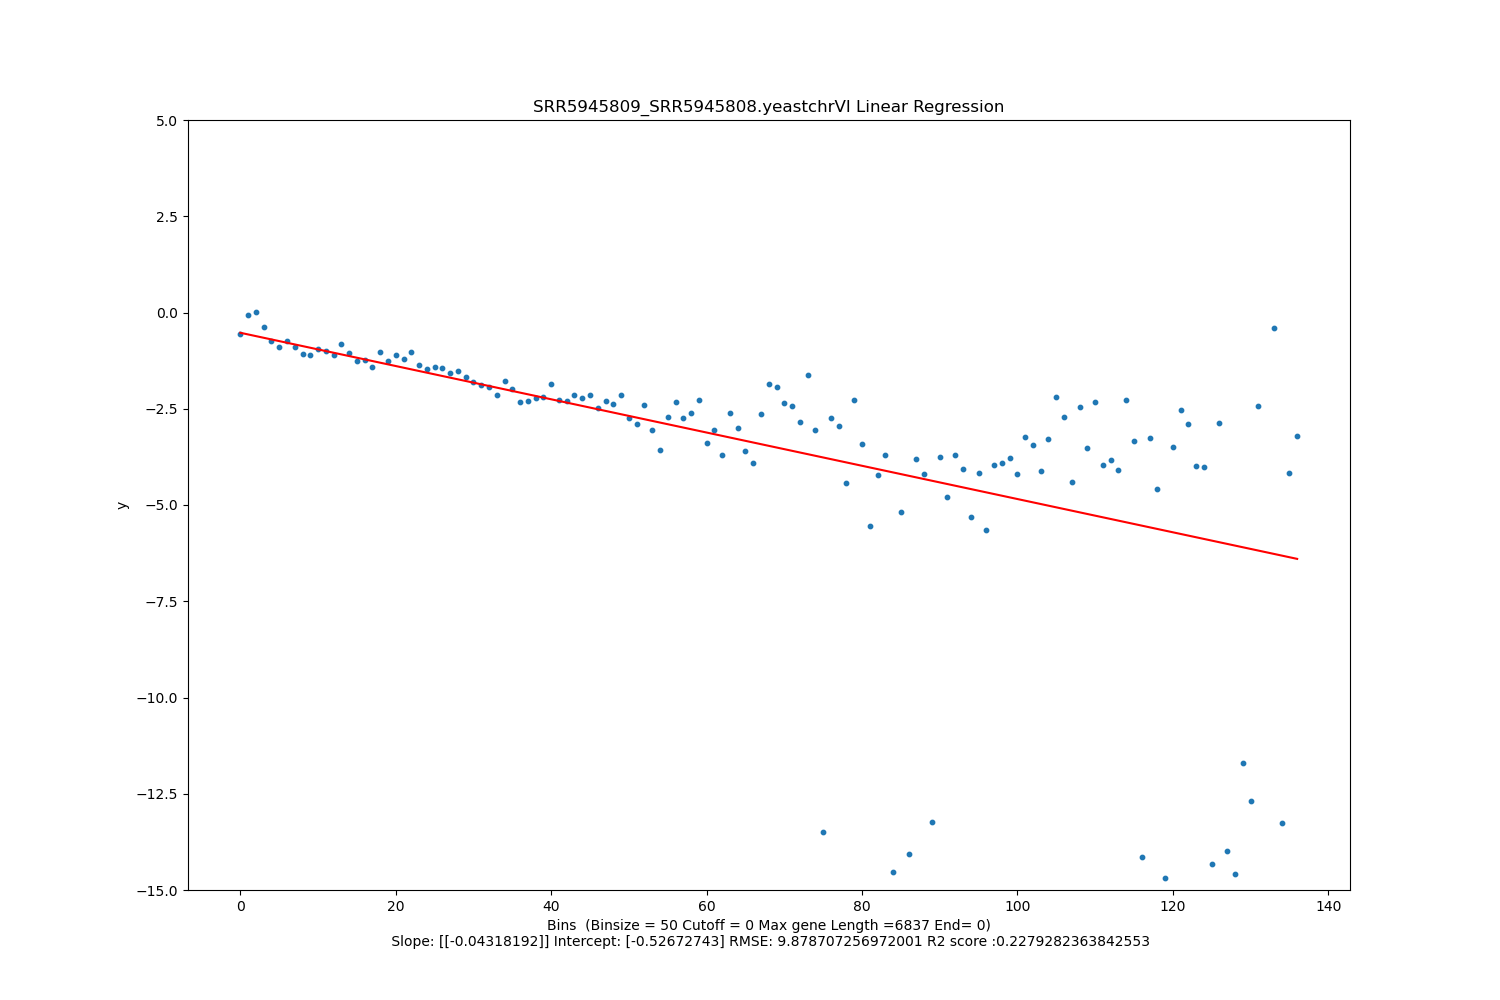 SRR5945809_SRR5945808.yeastchrVI Linear Regression
5.0
2.5
0.0
−2.5
−5.0
−7.5
−10.0
−12.5
−15.0
y
0 20 40 60 80 100 120 140
Bins  (Binsize = 50 Cutoff = 0 Max gene Length =6837 End= 0)
Slope: [[-0.04318192]] Intercept: [-0.52672743] RMSE: 9.878707256972001 R2 score :0.2279282363842553